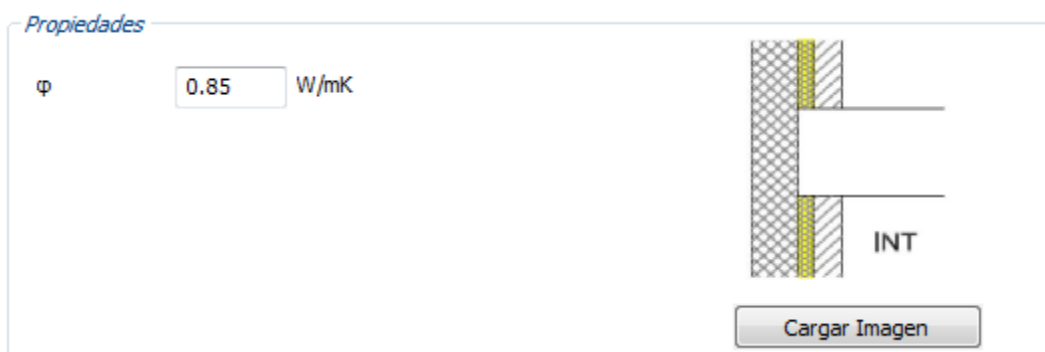 Propiedades
φ 0.85 W/mK
INT
Cargar Imagen